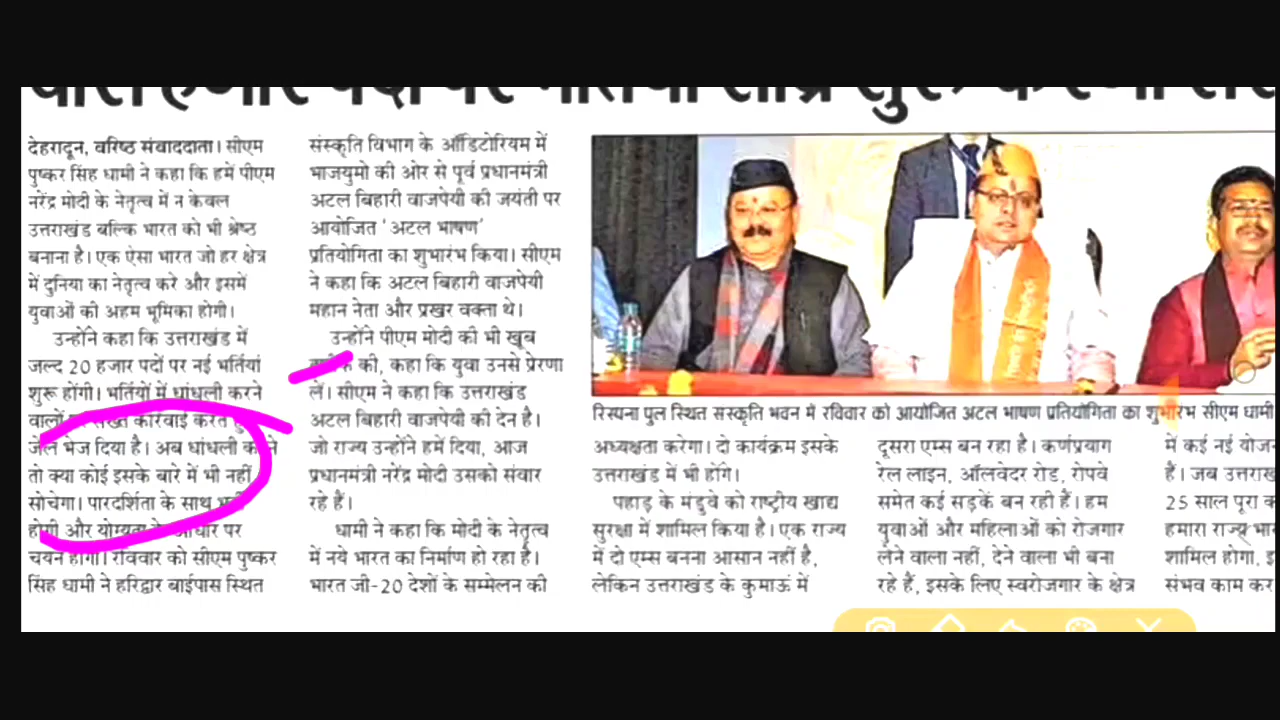 देहरादून, वरिष्ठ संवाददाता। सीएम
पुष्कर सिंह धामी ने कहा कि हमें पीएम
नरेंद्र मोदी के नेतृत्व में न केवल
उत्तराखंड बल्कि भारत को भी श्रेष्ठ
बनाना है। एक ऐसा भारत जो हर क्षेत्र
में दुनिया का नेतृत्व करे और इसमें
युवाओं की अहम भूमिका होगी।
उन्होंने कहा कि उत्तराखंड में
जल्द 20 हजार पदों पर नई भर्तियां
शुरू होंगी। भर्तियों में धांधली करने
वालों सख्त कार्रवाई करते
जेल भेज दिया है। अब धांधली
तो क्या कोई इसके बारे में भी नहीं
सोचेगा। पारदर्शिता के साथ
होगी और योग्यता के आधार पर
चयन होगा। रविवार को सीएम पुष्कर
सिंह धामी ने हरिद्वार बाईपास स्थित
संस्कृति विभाग के ऑडिटोरियम में
भाजयुमो की ओर से पूर्व प्रधानमंत्री
अटल बिहारी वाजपेयी की जयंती पर
आयोजित 'अटल भाषण'
प्रतियोगिता का शुभारंभ किया। सीएम
ने कहा कि अटल बिहारी वाजपेयी
महान नेता और प्रखर वक्ता थे।
उन्होंने पीएम मोदी की भी खूब
की, कहा कि युवा उनसे प्रेरणा
लें। सीएम ने कहा कि उत्तराखंड
अटल बिहारी वाजपेयी की देन है।
जो राज्य उन्होंने हमें दिया, आज
प्रधानमंत्री नरेंद्र मोदी उसको संवार
रहे हैं।
धामी ने कहा कि मोदी के नेतृत्व
में नये भारत का निर्माण हो रहा है।
भारत जी-20 देशों के सम्मेलन की
रिस्पना पुल स्थित संस्कृति भवन में रविवार को आयोजित अटल भाषण प्रतियोगिता का शुभारंभ सीएम धामी
अध्यक्षता करेगा। दो कार्यक्रम इसके
उत्तराखंड में भी होंगे।
पहाड़ के मंडुवे को राष्ट्रीय खाद्य
सुरक्षा में शामिल किया है। एक राज्य
में दो एम्स बनना आसान नहीं है,
लेकिन उत्तराखंड के कुमाऊं में
दूसरा एम्स बन रहा है। कर्णप्रयाग
रेल लाइन, ऑलवेदर रोड, रोपवे
समेत कई सड़कें बन रही हैं। हम
युवाओं और महिलाओं को रोजगार
लेने वाला नहीं, देने वाला भी बना
रहे हैं, इसके लिए स्वरोजगार के क्षेत्र
में कई नई
है। जब
25 साल पूरा
हमारा राज्य
शामिल होगा,
संभव काम कर